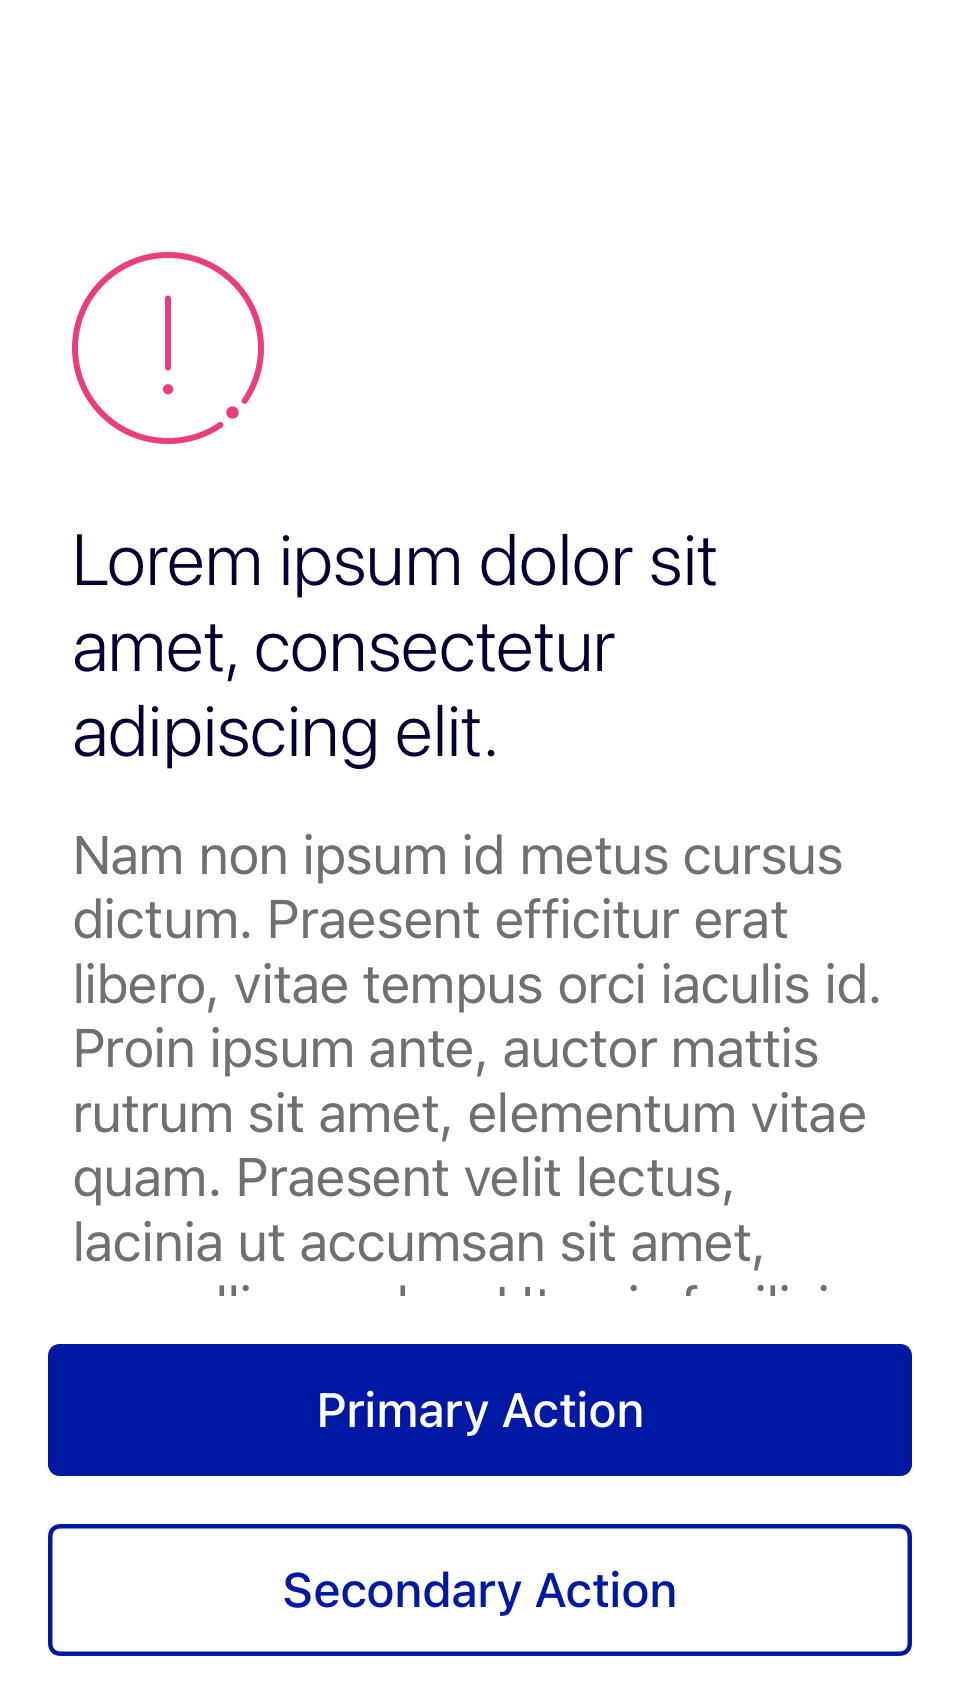 Lorem ipsum dolor sit
amet, consectetur
adipiscing elit.
Nam non ipsum id metus cursus
dictum. Praesent efficitur erat
libero, vitae tempus orci iaculis id.
Proin ipsum ante, auctor mattis
rutrum sit amet, elementum vitae
quam. Praesent velit lectus,
lacinia ut accumsan sit amet,
Primary Action
Secondary Action